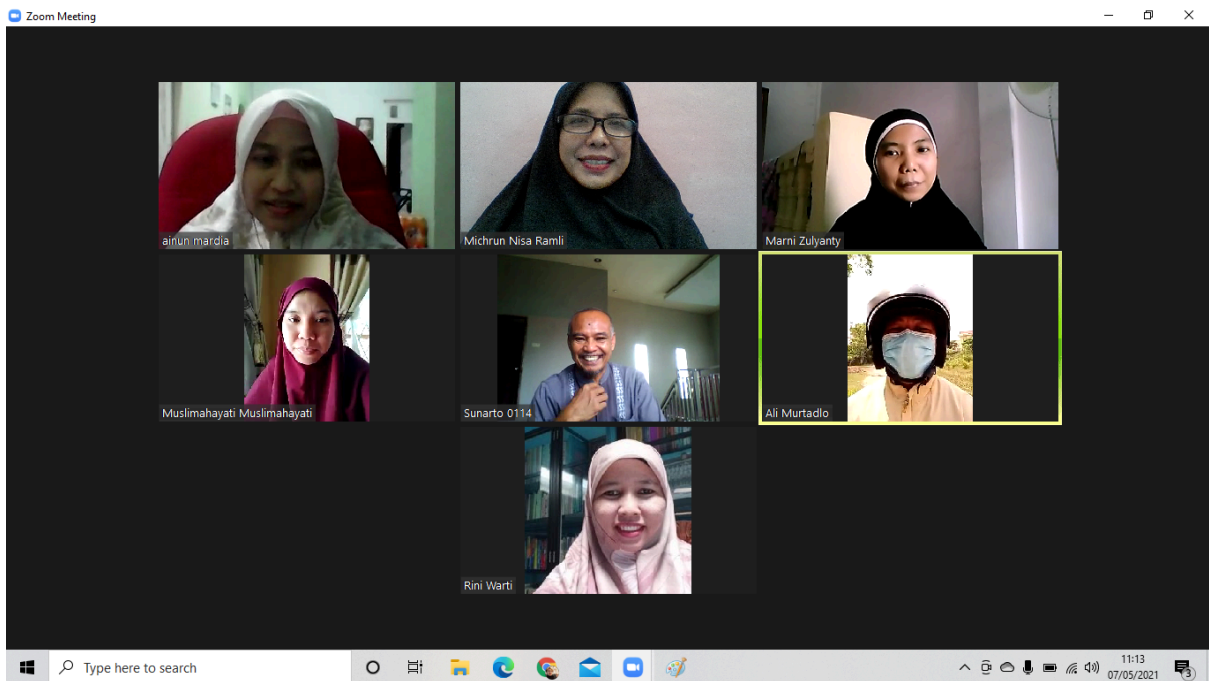 Zoom Meeting
ainun mardia
Michrun Nisa Ramli
Marni Zulyanty
Muslimahayati Muslimahayati
Sunarto 0114
Ali Murtadlo
Rini Warti
Type here to search
11:13
07/05/2021
3